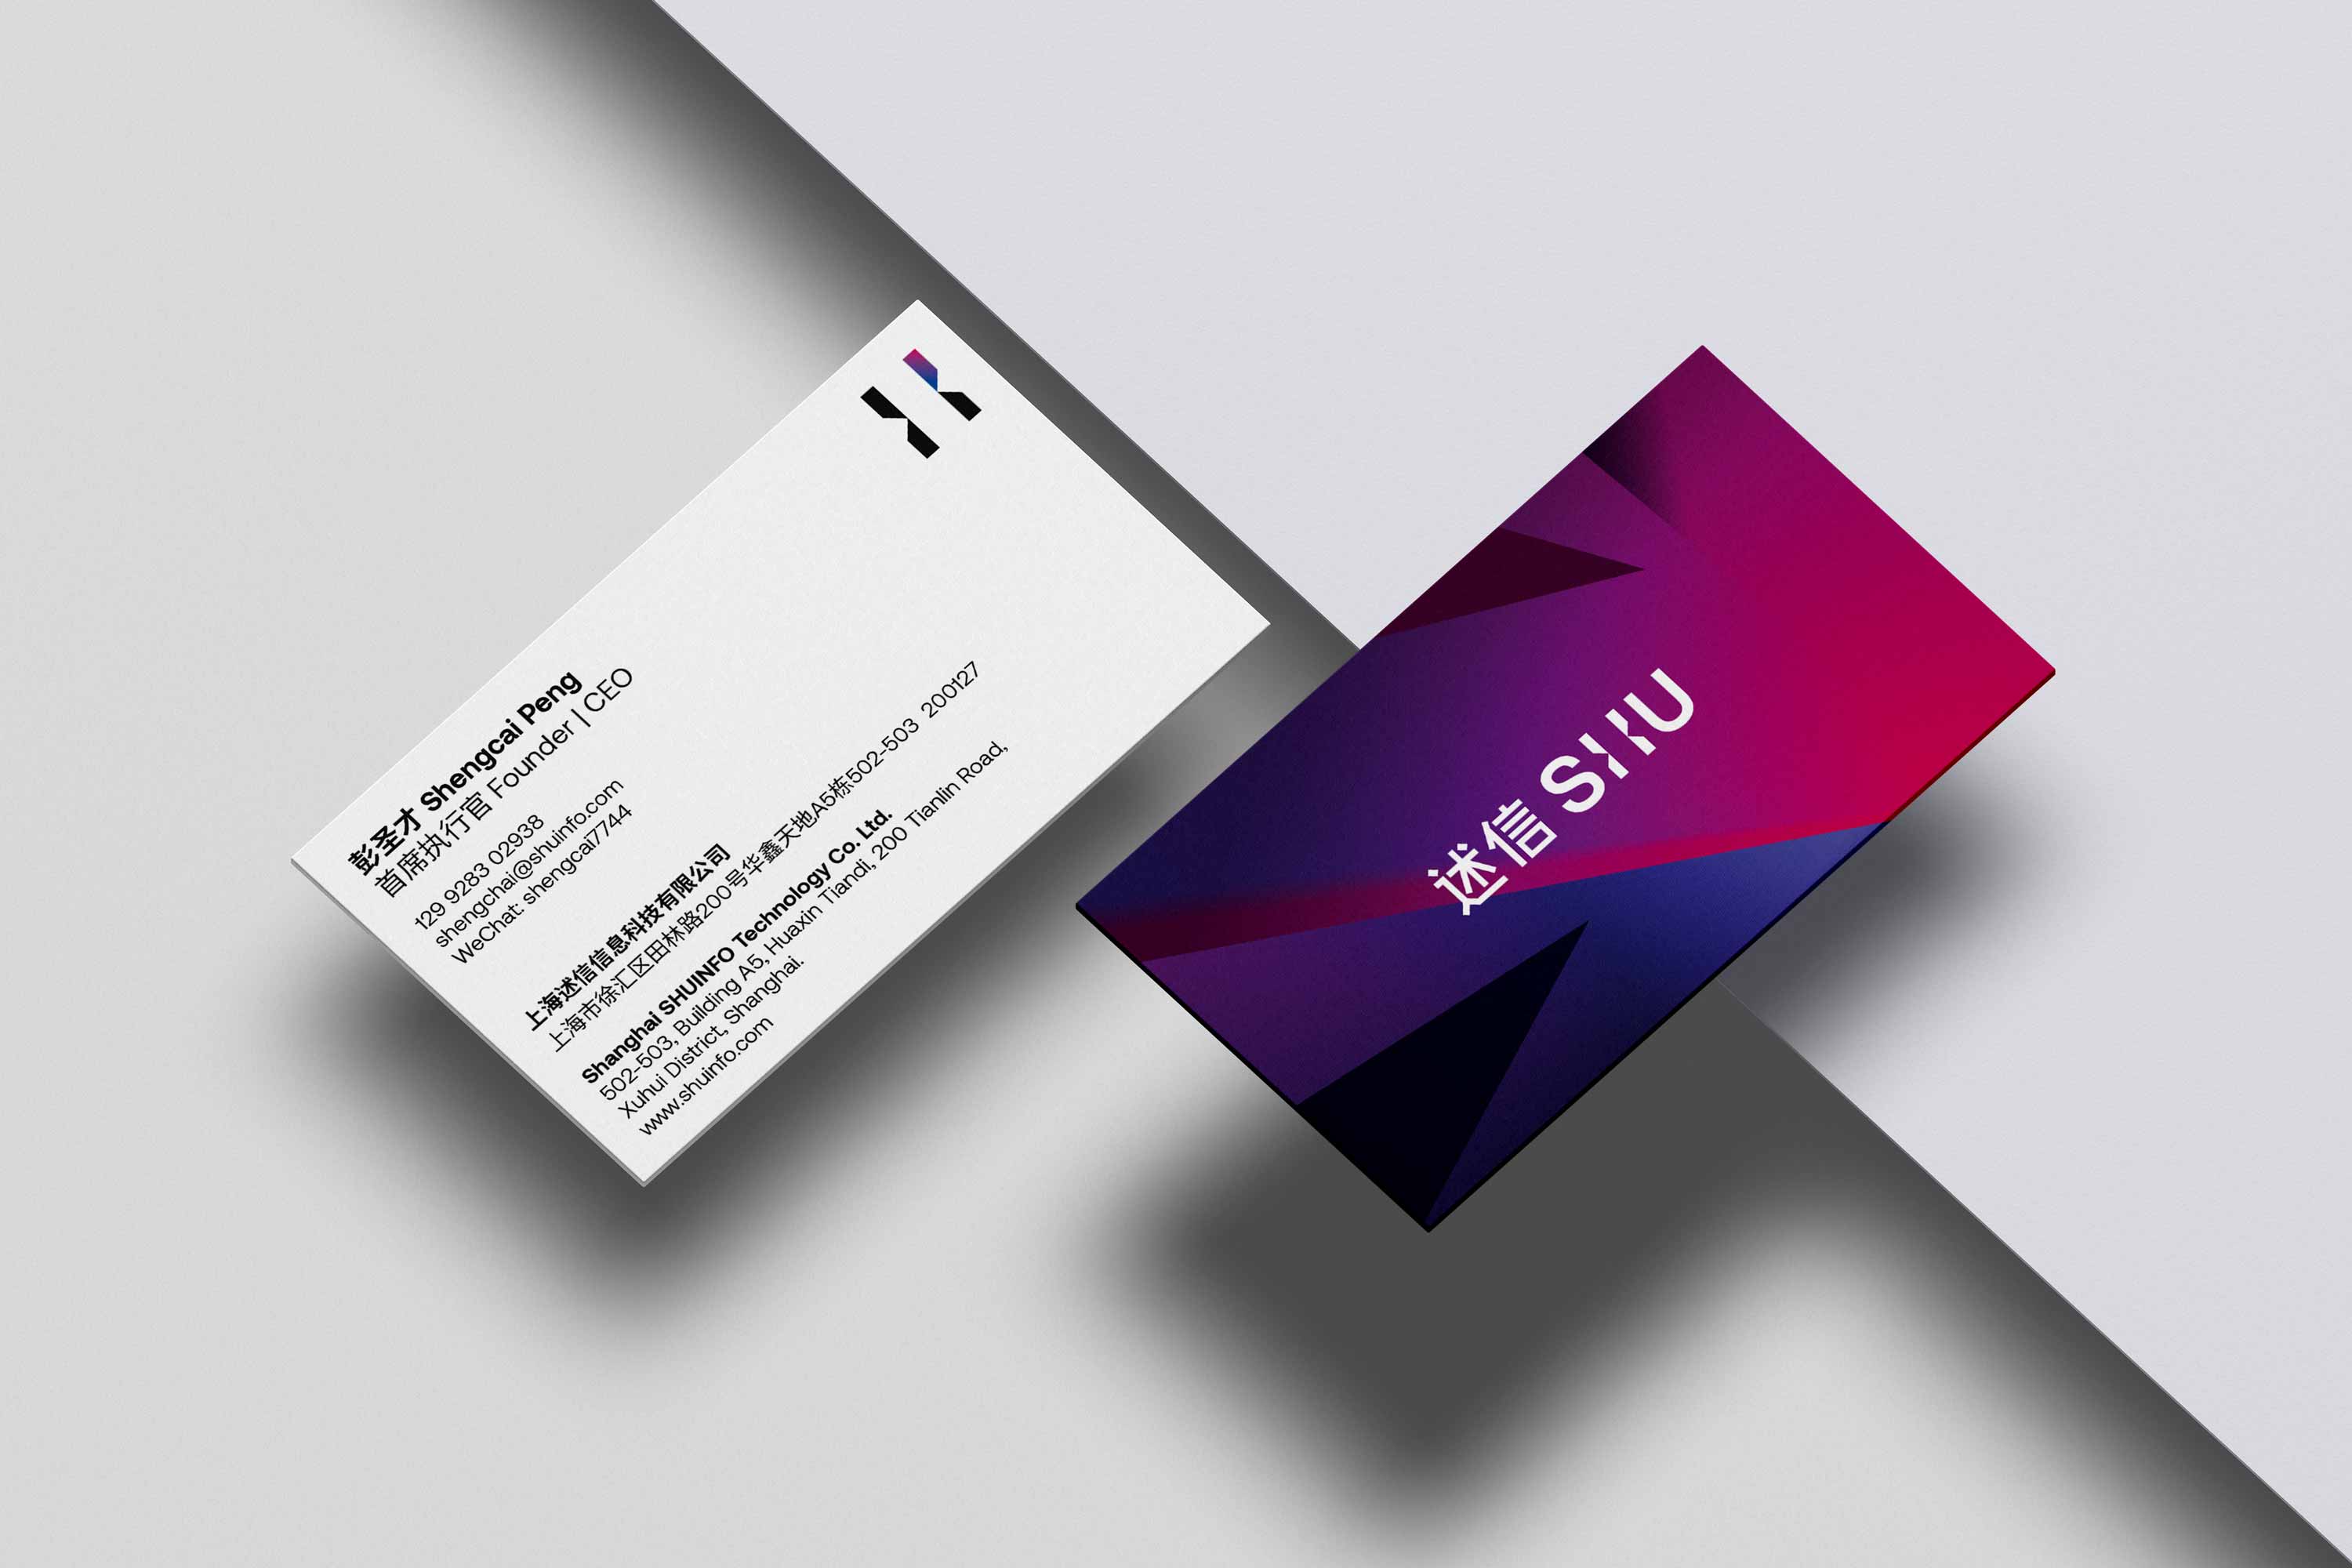 彭圣才 Shengcai Peng
首席执行官 Founder | CEO
129 9283 02938
shengchai@shuinfo.com
WeChat: shengcai7744
上海述信信息科技有限公司
上海市徐汇区田林路200号华鑫天地A5栋502-503 200127
Shanghai SHUINFO Technology Co. Ltd.
502-503, Building A5, Huaxin Tiandi, 200 Tianlin Road,
Xuhui District, Shanghai.
www.shuinfo.com
述信 SHU